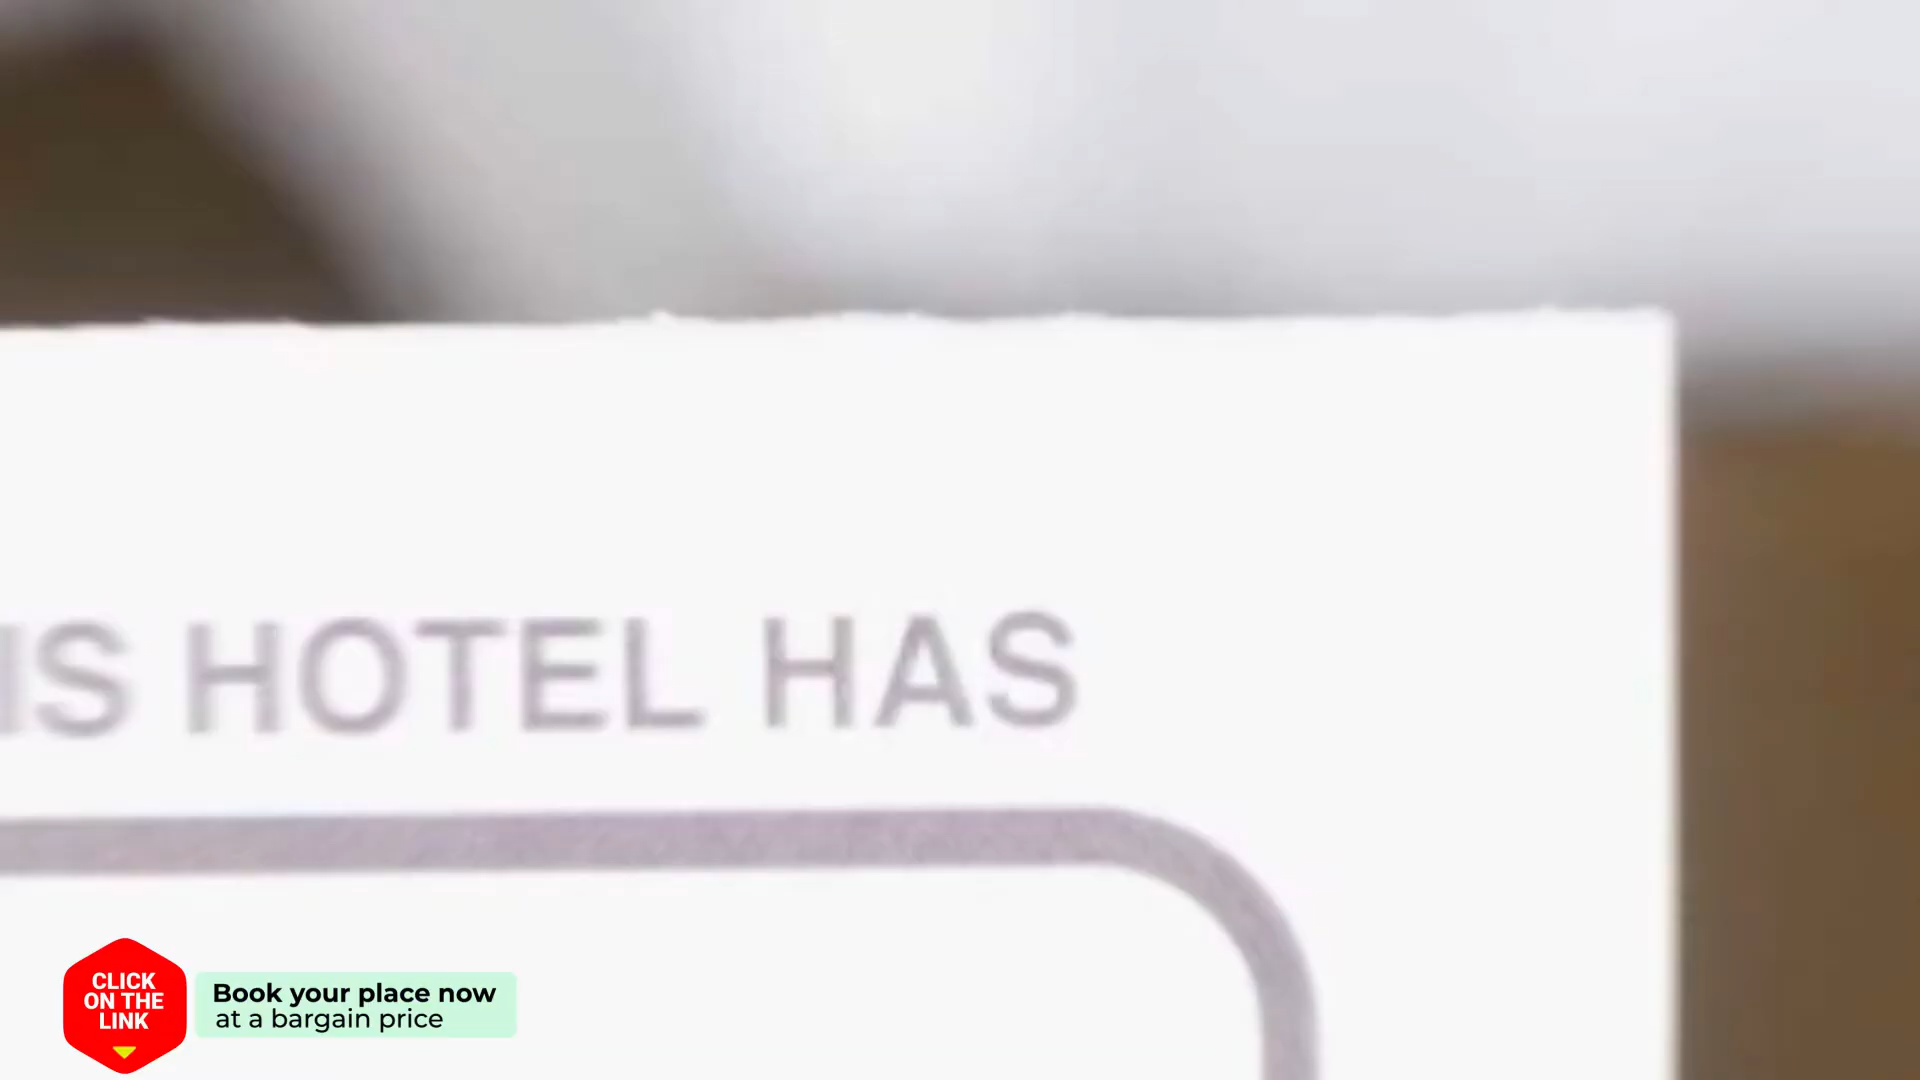 IS HOTEL HAS
CLICK
ON THE
LINK
Book your place now
at a bargain price